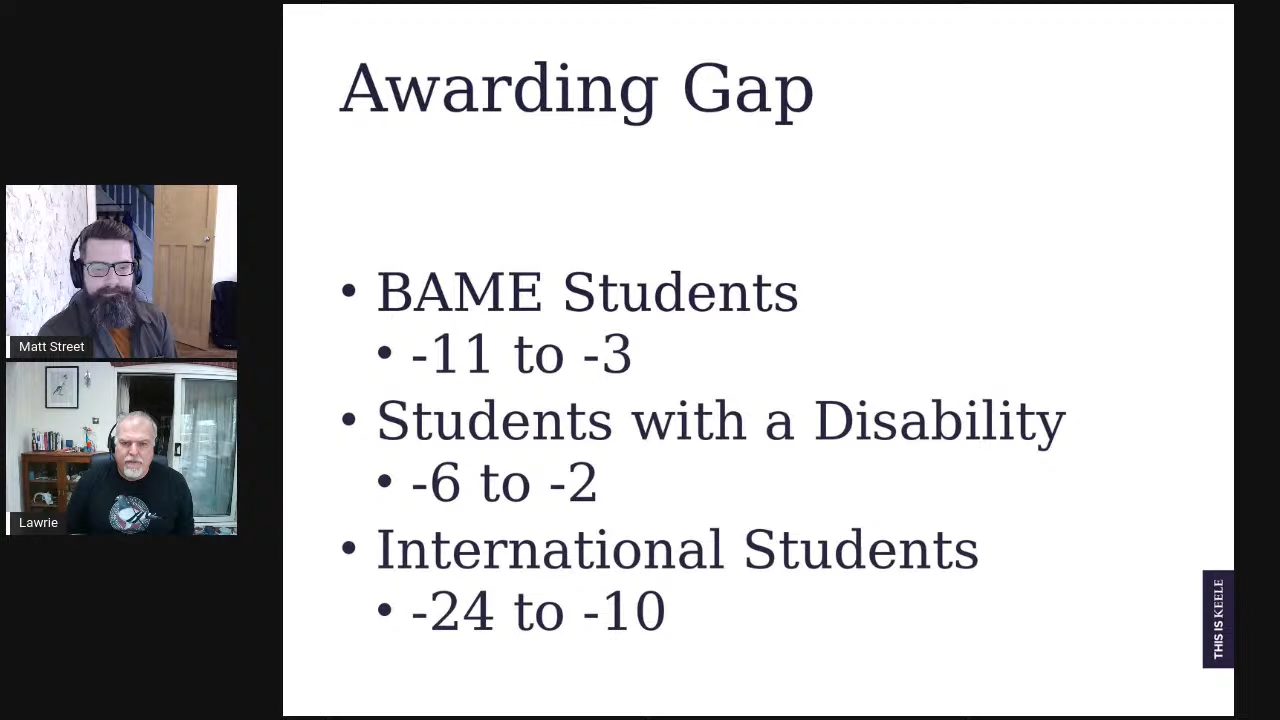 Awarding Gap
• BAME Students
• -11 to -3
• Students with a Disability
• -6 to -2
• International Students
• -24 to -10
THIS IS KEELE
Matt Street
Lawrie